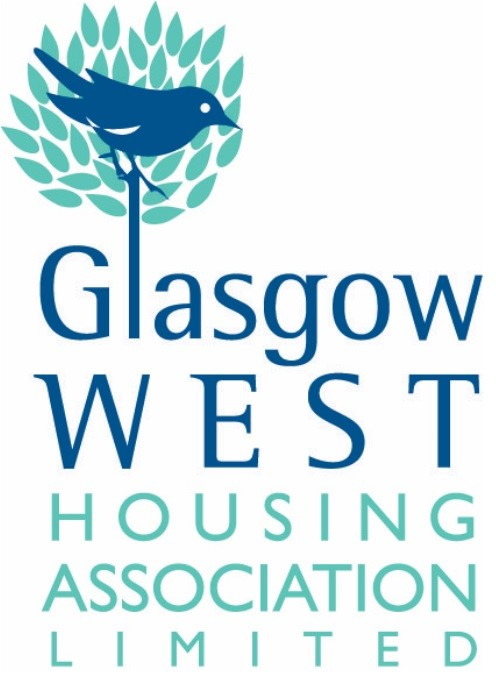 Glasgow
WEST
HOUSING
ASSOCIATION
LIMITED